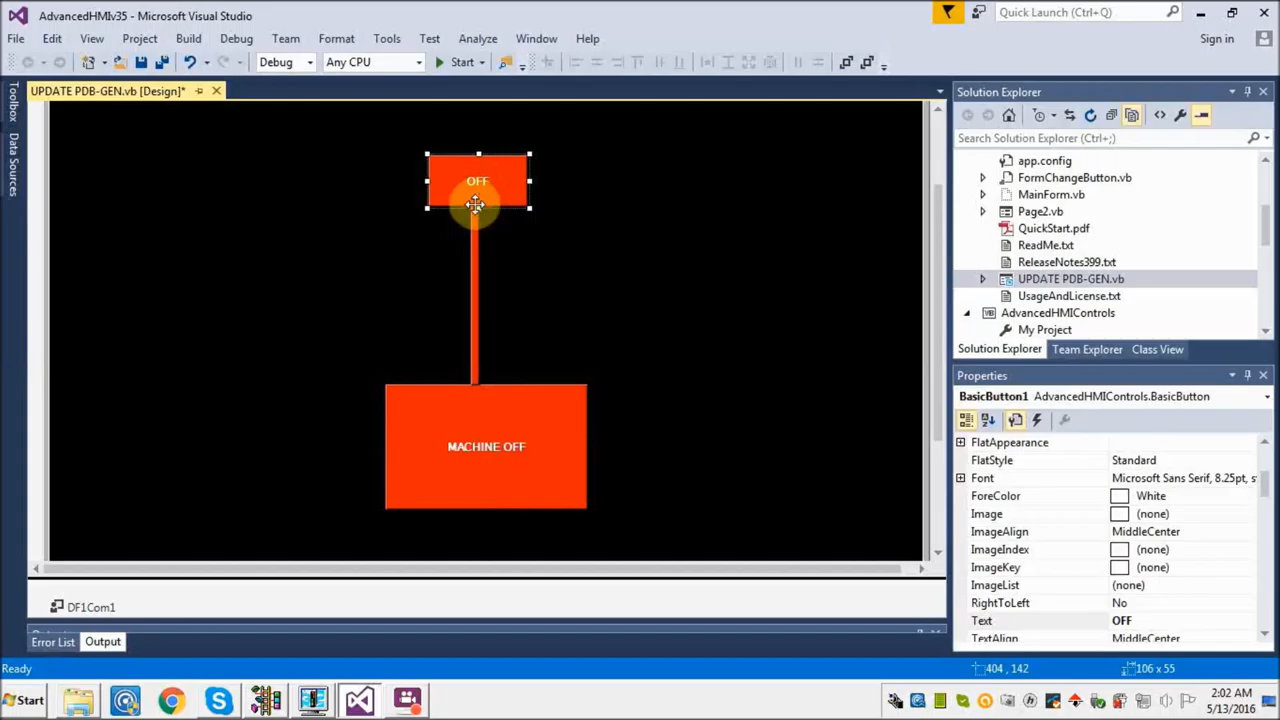 AdvancedHMIv35 - Microsoft Visual Studio
Quick Launch (Ctrl+Q)
File Edit View Project Build Debug Team Format Tools Test Analyze Window Help
Sign in
Debug Any CPU Start
UPDATE PDB-GEN.vb [Design]*
Toolbox
Data Sources
OFF
MACHINE OFF
DF1Com1
Error List Output
Solution Explorer
Search Solution Explorer (Ctrl+;)
app.config
FormChangeButton.vb
MainForm.vb
Page2.vb
QuickStart.pdf
ReadMe.txt
ReleaseNotes399.txt
UPDATE PDB-GEN.vb
UsageAndLicense.txt
AdvancedHMIControls
My Project
Solution Explorer Team Explorer Class View
Properties
BasicButton1 AdvancedHMIControls.BasicButton
FlatAppearance
FlatStyle Standard
Font Microsoft Sans Serif, 8.25pt, s
ForeColor White
Image (none)
ImageAlign MiddleCenter
ImageIndex (none)
ImageKey (none)
ImageList (none)
RightToLeft No
Text OFF
TextAlign MiddleCenter
Ready 404 , 142 106 x 55
Start
2:02 AM
5/13/2016